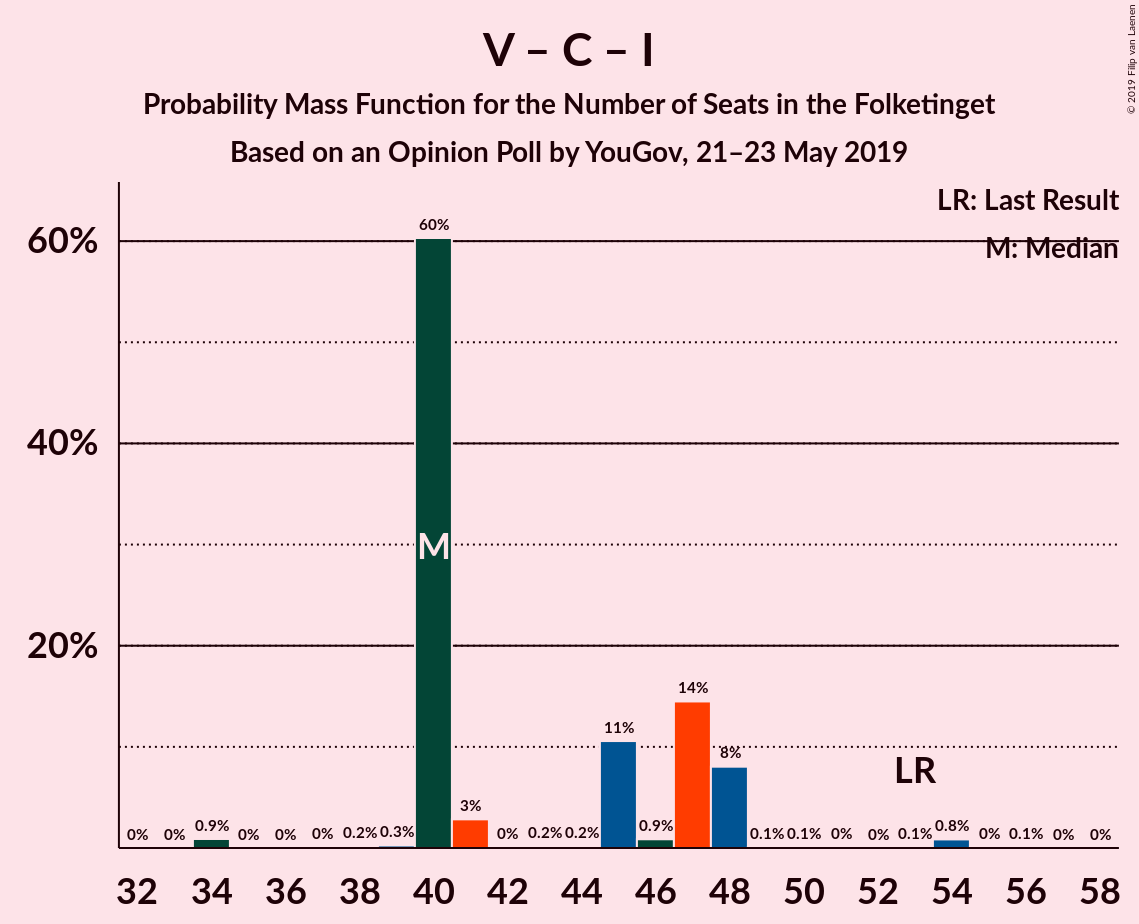 V – C – I
Probability Mass Function for the Number of Seats in the Folketinget
Based on an Opinion Poll by YouGov, 21–23 May 2019
© 2019 Filip van Laenen
LR: Last Result
M: Median
60%
40%
20%
0% 0% 0.9% 0% 0% 0% 0.2% 0.3% 60% 3% 0% 0.2% 0.2% 11% 0.9% 14% 8% 0.1% 0.1% 0% 0% 0.1% 0.8% 0% 0.1% 0% 0%
M
LR
32 34 36 38 40 42 44 46 48 50 52 54 56 58